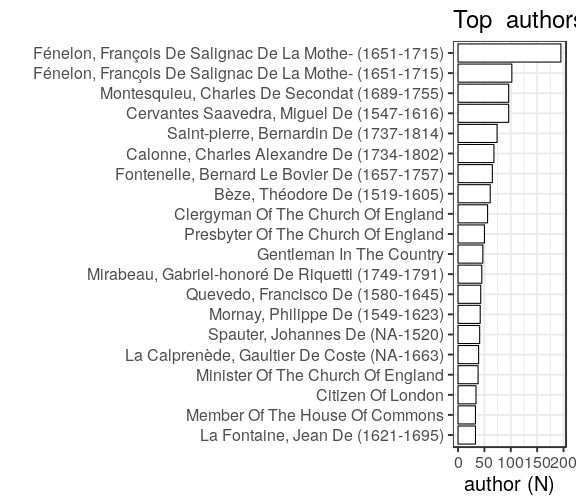 Top authors
Fénelon, François De Salignac De La Mothe- (1651-1715)
Fénelon, François De Salignac De La Mothe- (1651-1715)
Montesquieu, Charles De Secondat (1689-1755)
Cervantes Saavedra, Miguel De (1547-1616)
Saint-pierre, Bernardin De (1737-1814)
Calonne, Charles Alexandre De (1734-1802)
Fontenelle, Bernard Le Bovier De (1657-1757)
Bèze, Théodore De (1519-1605)
Clergyman Of The Church Of England
Presbyter Of The Church Of England
Gentleman In The Country
Mirabeau, Gabriel-honoré De Riquetti (1749-1791)
Quevedo, Francisco De (1580-1645)
Mornay, Philippe De (1549-1623)
Spauter, Johannes De (NA-1520)
La Calprenède, Gaultier De Coste (NA-1663)
Minister Of The Church Of England
Citizen Of London
Member Of The House Of Commons
La Fontaine, Jean De (1621-1695)
0 50 100 150 200
author (N)